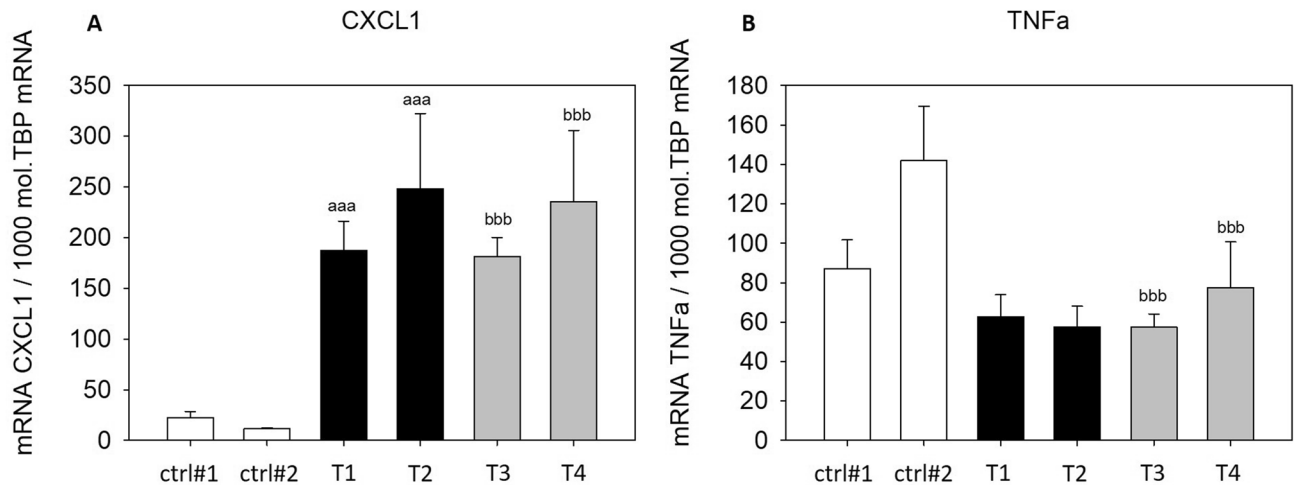 A
CXCL1
mRNA CXCL1 / 1000 mol.TBP mRNA
350
300
250
200
150
100
50
0
aaa
aaa
bbb
bbb
ctrl#1 ctrl#2 T1 T2 T3 T4
B
TNFa
mRNA TNFa / 1000 mol.TBP mRNA
180
160
140
120
100
80
60
40
20
0
bbb
bbb
ctrl#1 ctrl#2 T1 T2 T3 T4